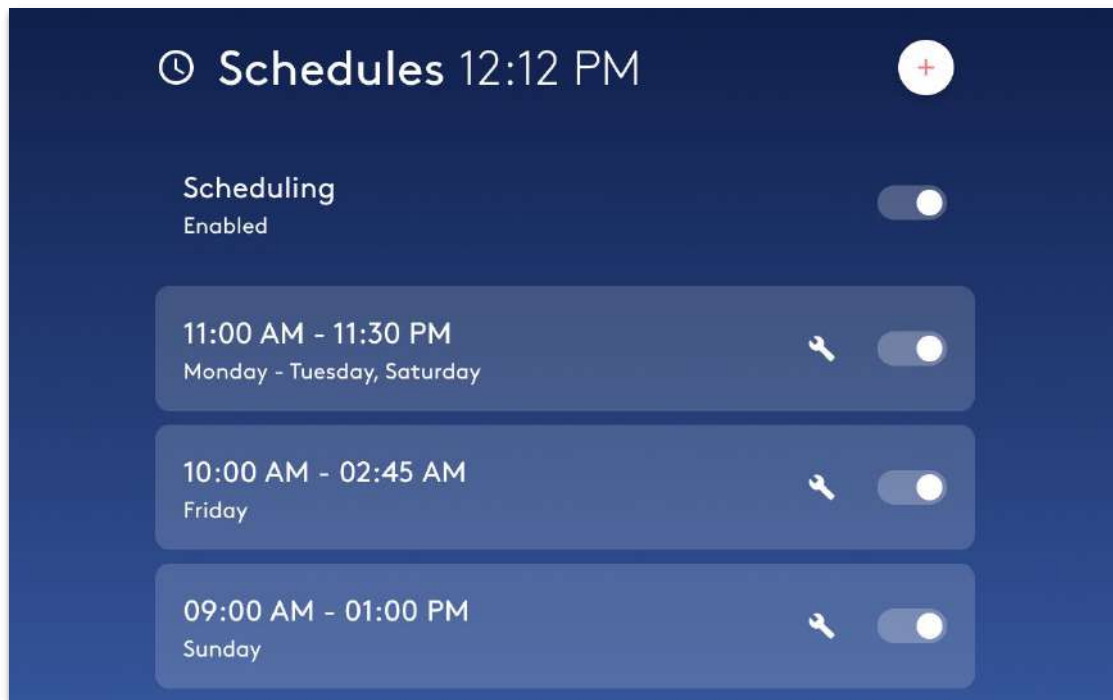 Schedules 12:12 PM
Scheduling
Enabled
11:00 AM - 11:30 PM
Monday - Tuesday, Saturday
10:00 AM - 02:45 AM
Friday
09:00 AM - 01:00 PM
Sunday